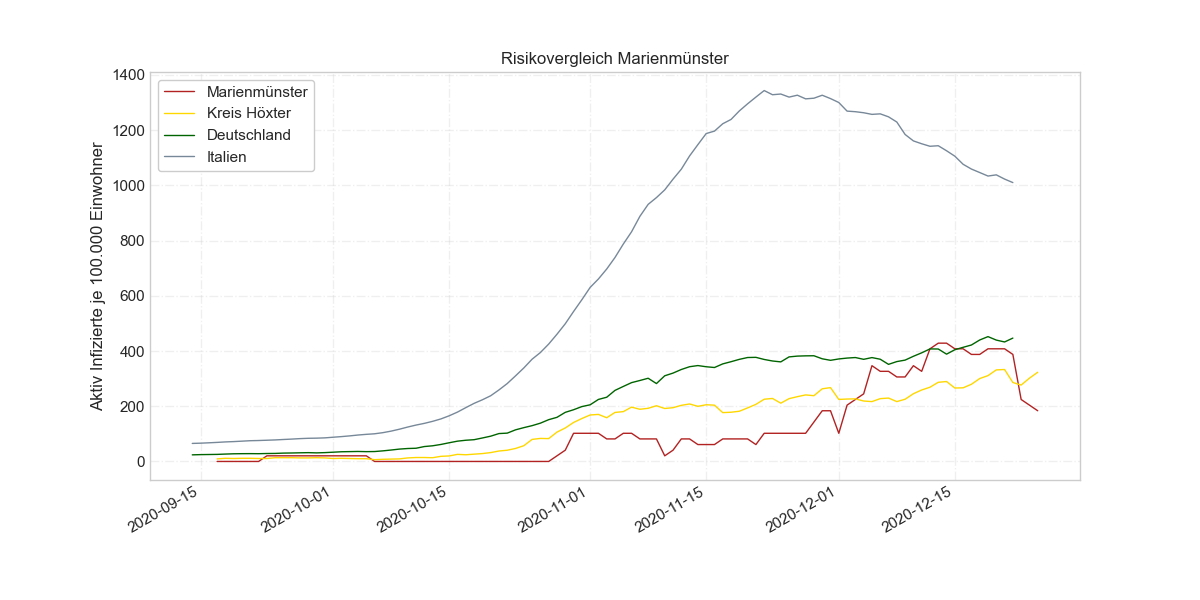 Risikovergleich Marienmünster
Aktiv Infizierte je 100.000 Einwohner
1400
1200
1000
800
600
400
200
0
Marienmünster
Kreis Höxter
Deutschland
Italien
2020-09-15
2020-10-01
2020-10-15
2020-11-01
2020-11-15
2020-12-01
2020-12-15